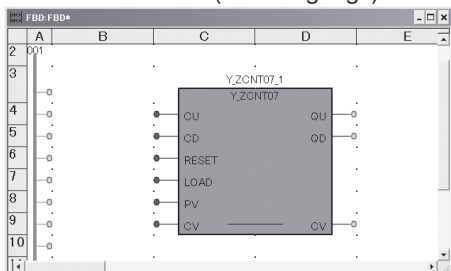 FBD:FBD*
A B C D E
2 001
3
Y_ZCNT07_1
Y_ZCNT07
4 CU QU
5 CD QD
6 RESET
7 LOAD
8 PV
9 CV CV
10